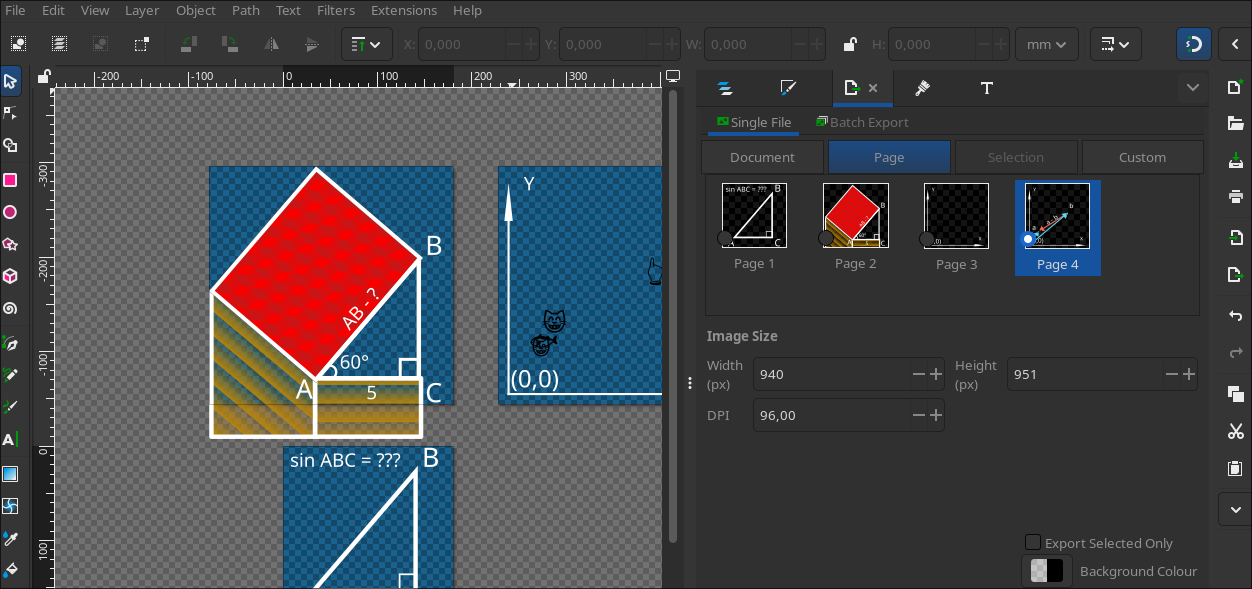 File Edit View Layer Object Path Text Filters Extensions Help
X: 0,000 Y: 0,000 W: 0,000 H: 0,000 mm
-200 -100 0 100 200 300
Single File Batch Export
Document Page Selection Custom
Page 1 Page 2 Page 3 Page 4
Image Size
Width (px) 940 Height (px) 951
DPI 96,00
Export Selected Only
Background Colour
-300
-200
-100
0
100
B
AB - ?
60°
A
5
C
Y
(0,0)
sin ABC = ???
B
sin ABC = ???
B
A
C